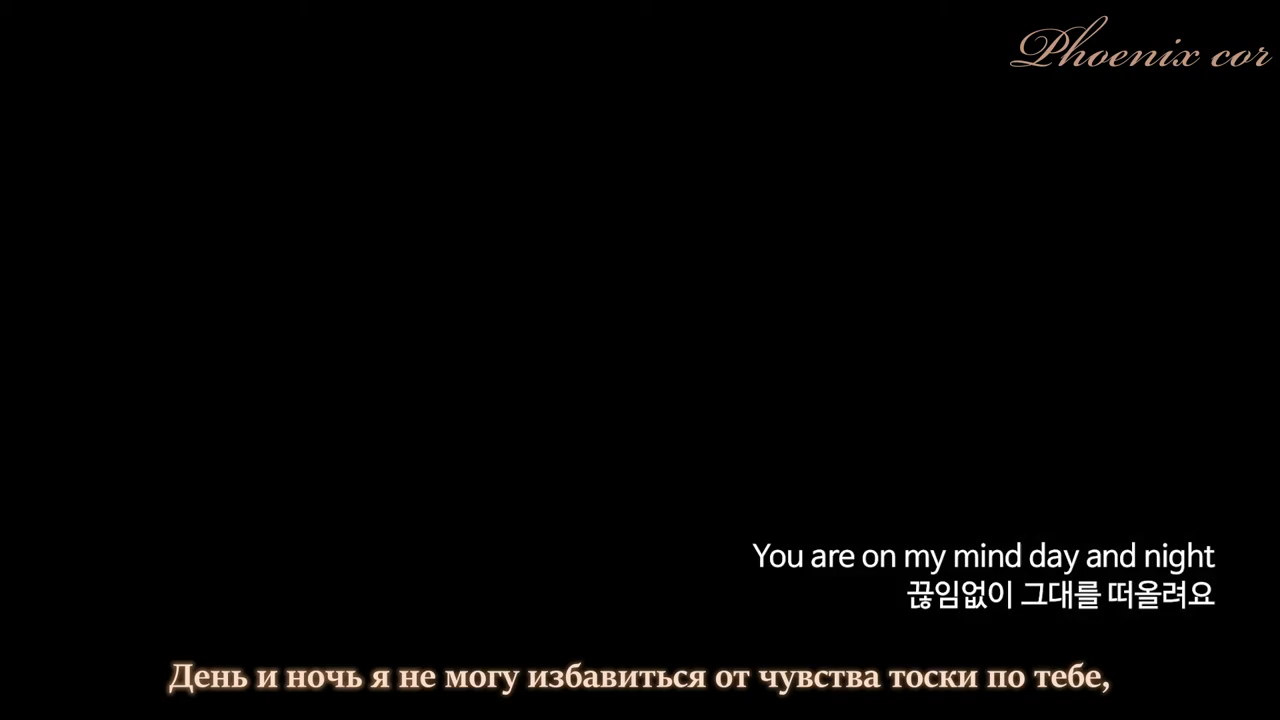 Phoenix cor
You are on my mind day and night
끊임없이 그대를 떠올려요
День и ночь я не могу избавиться от чувства тоски по тебе,